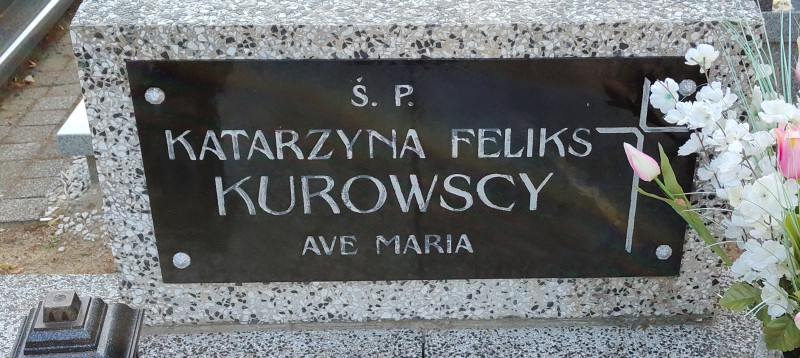 Ś. P.
KATARZYNA FELIKS
KUROWSCY
AVE MARIA